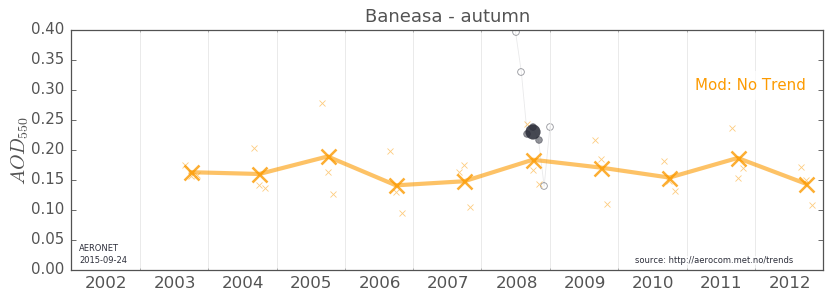 Baneasa - autumn
0.40
0.35
0.30
0.25
0.20
0.15
0.10
0.05
0.00
AOD550
Mod: No Trend
AERONET
2015-09-24
source: http://aerocom.met.no/trends
2002 2003 2004 2005 2006 2007 2008 2009 2010 2011 2012